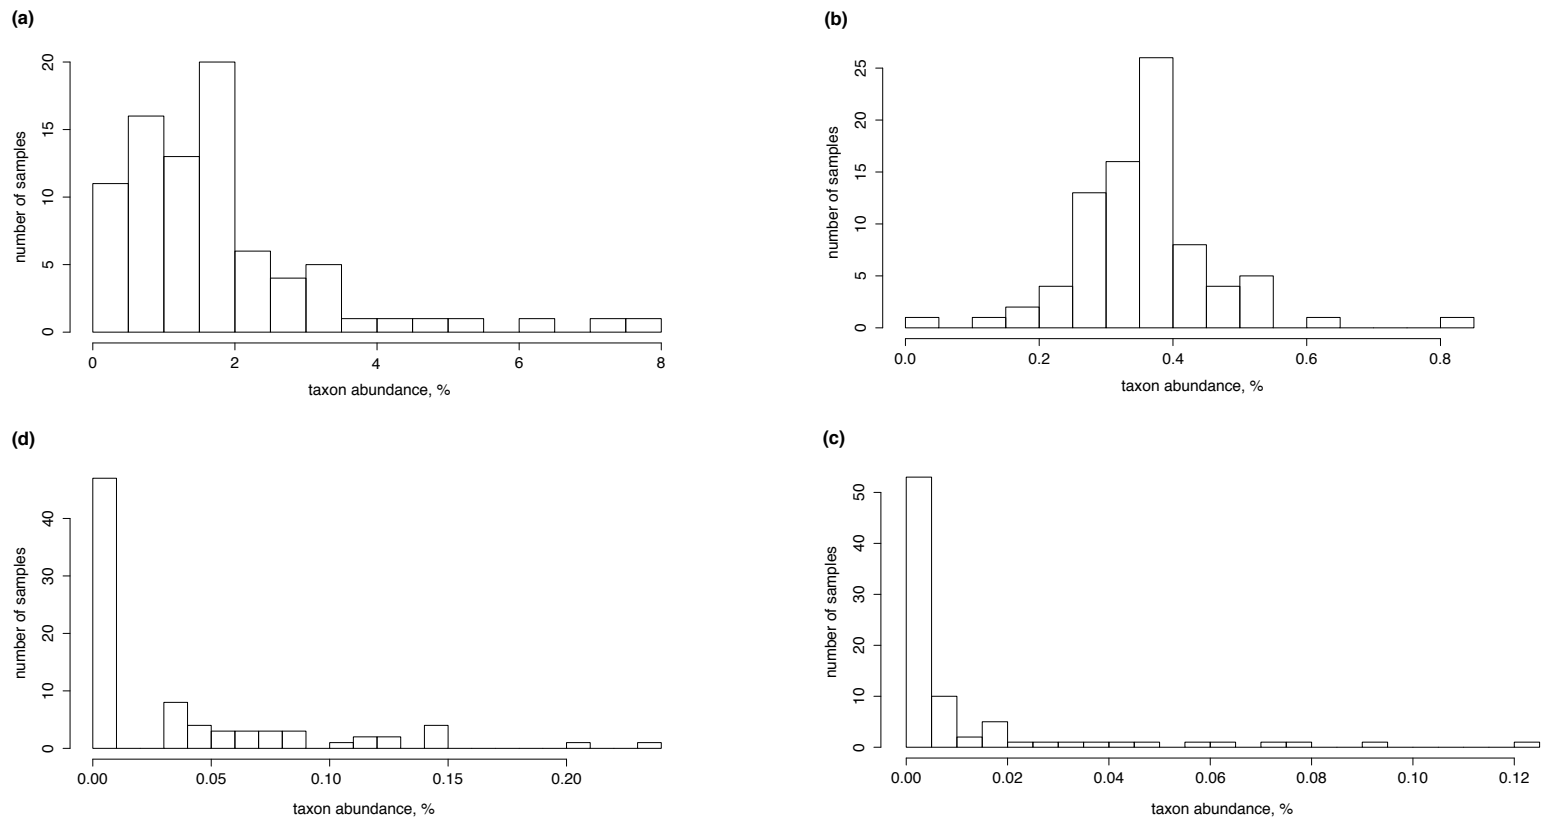 (a)
number of samples
20
15
10
5
0
0 2 4 6 8
taxon abundance, %
(b)
number of samples
25
20
15
10
5
0
0.0 0.2 0.4 0.6 0.8
taxon abundance, %
(d)
number of samples
40
30
20
10
0
0.00 0.05 0.10 0.15 0.20
taxon abundance, %
(c)
number of samples
50
40
30
20
10
0
0.00 0.02 0.04 0.06 0.08 0.10 0.12
taxon abundance, %